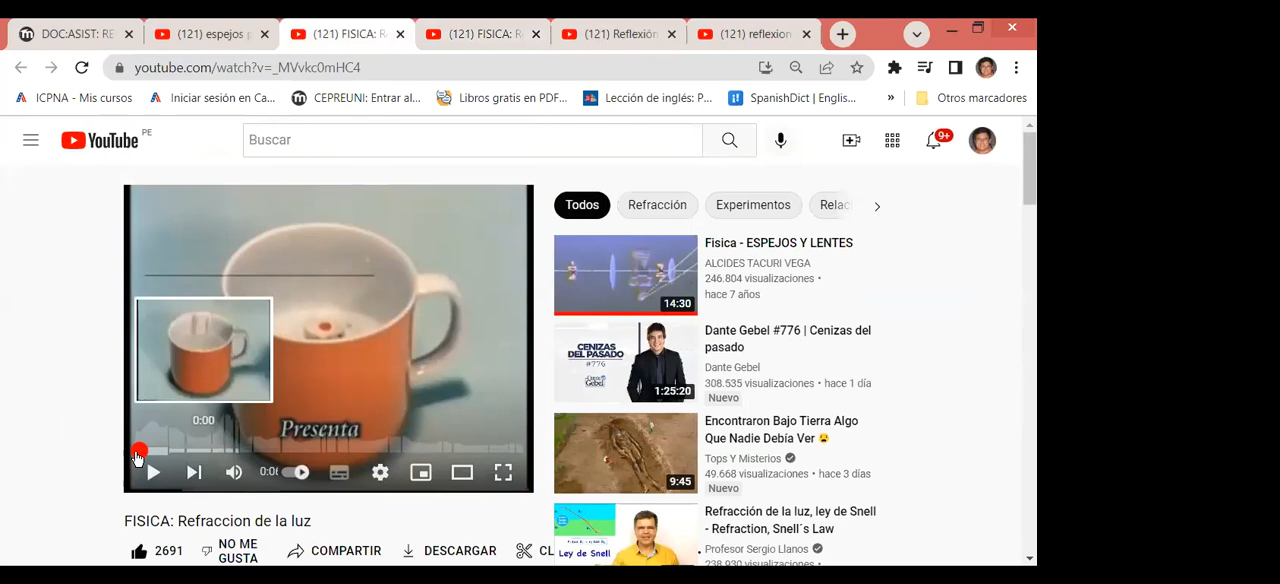 DOC:ASIST: RE
(121) espejos p
(121) FISICA: R
(121) FISICA: R
(121) Reflexión
(121) reflexion
youtube.com/watch?v=_MVvkc0mHC4
ICPNA - Mis cursos
Iniciar sesión en Ca...
CEPREUNI: Entrar al...
Libros gratis en PDF...
Lección de inglés: P...
SpanishDict | Englis...
»
Otros marcadores
YouTube PE
Buscar
9+
Todos
Refracción
Experimentos
Relac
Fisica - ESPEJOS Y LENTES
ALCIDES TACURI VEGA
246.804 visualizaciones •
hace 7 años
14:30
CENIZAS
DEL PASADO
#776
Dante Gebel #776 | Cenizas del
pasado
Dante Gebel
308.535 visualizaciones • hace 1 día
Nuevo
1:25:20
Encontraron Bajo Tierra Algo
Que Nadie Debía Ver 😩
Tops Y Misterios
49.668 visualizaciones • hace 3 días
Nuevo
9:45
Refracción de la luz, ley de Snell
- Refraction, Snell´s Law
Profesor Sergio Llanos
238.930 visualizaciones •
Ley de Snell
0:00
Presenta
FISICA: Refraccion de la luz
2691
NO ME
GUSTA
COMPARTIR
DESCARGAR
CL